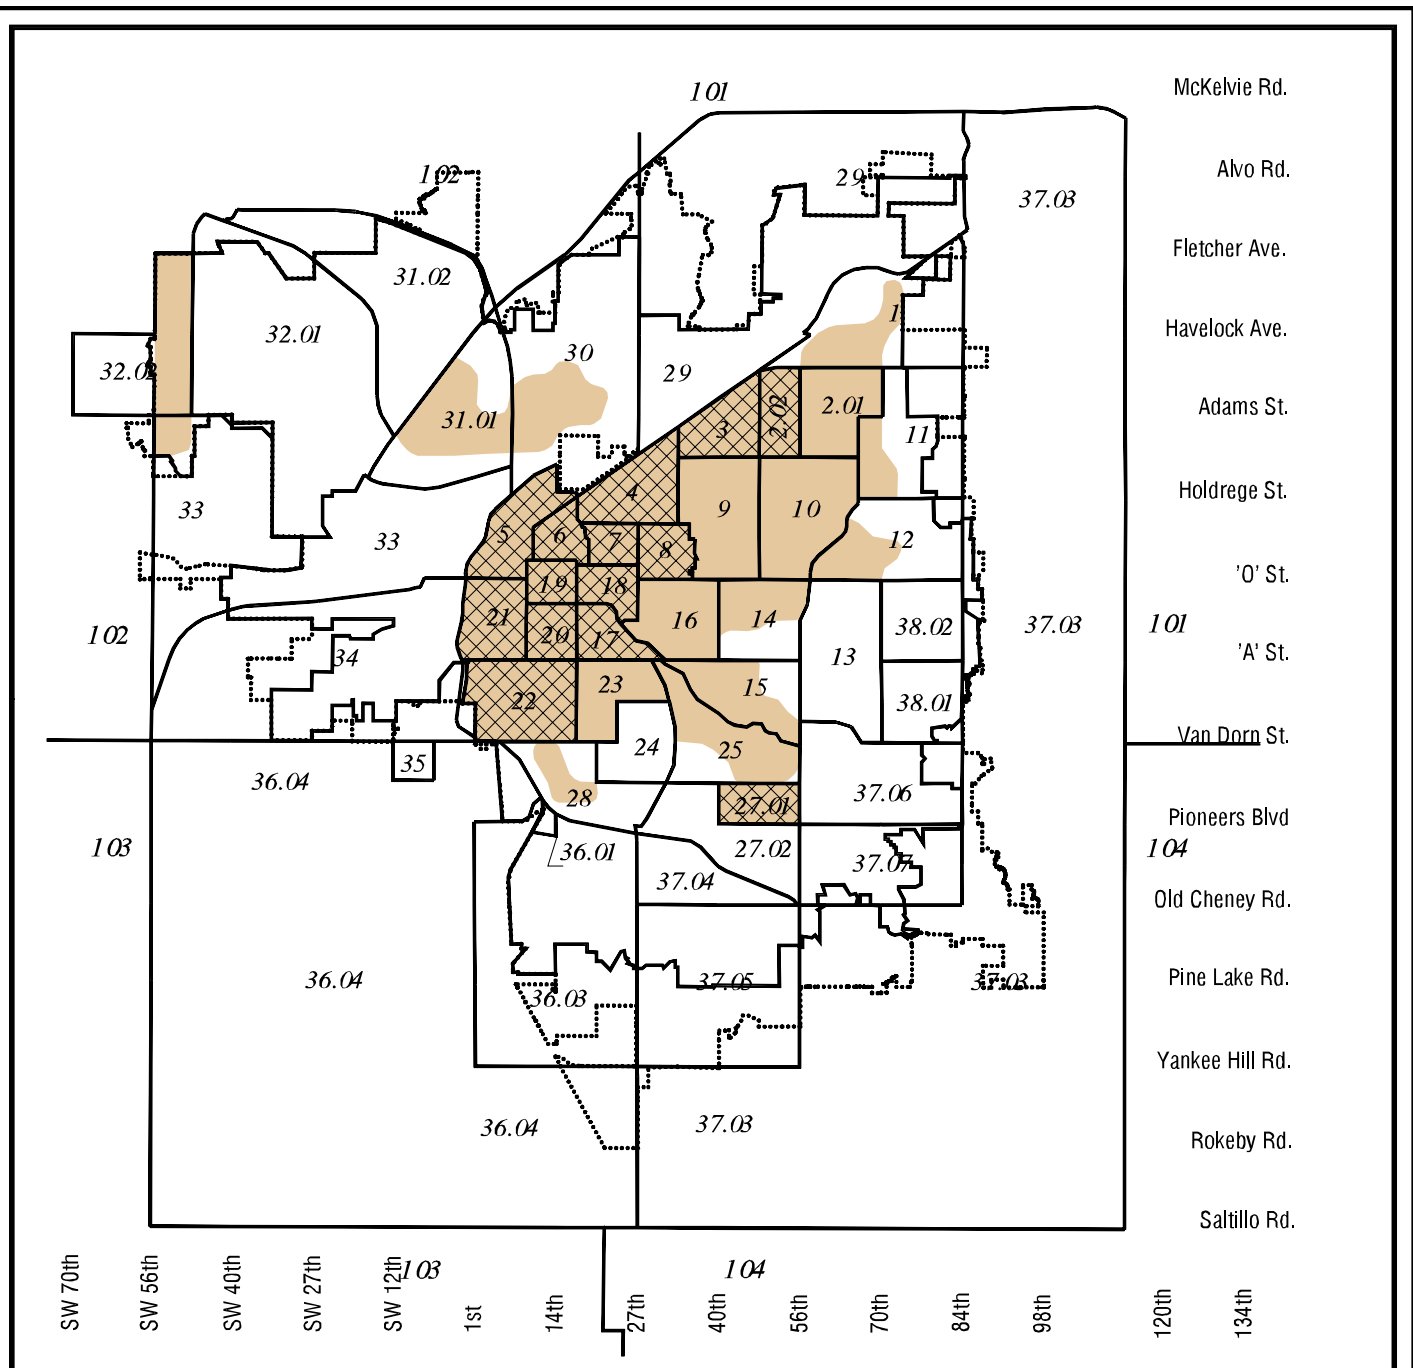 101
McKelvie Rd.
102
29
Alvo Rd.
37.03
Fletcher Ave.
31.02
1
Havelock Ave.
32.01
30
32.02
29
31.01
3
2.02
2.01
11
Adams St.
33
33
4
9
10
Holdrege St.
5
6
7
8
12
'O' St.
19
18
102
21
20
17
16
14
13
38.02
37.03
101
34
'A' St.
22
23
15
38.01
35
24
25
Van Dorn St.
36.04
28
27.01
37.06
Pioneers Blvd
103
36.01
27.02
37.07
104
37.04
Old Cheney Rd.
36.04
36.03
37.05
37.03
Pine Lake Rd.
Yankee Hill Rd.
36.04
37.03
Rokeby Rd.
Saltillo Rd.
103
104
SW 70th
SW 56th
SW 40th
SW 27th
SW 12th
1st
14th
27th
40th
56th
70th
84th
98th
120th
134th